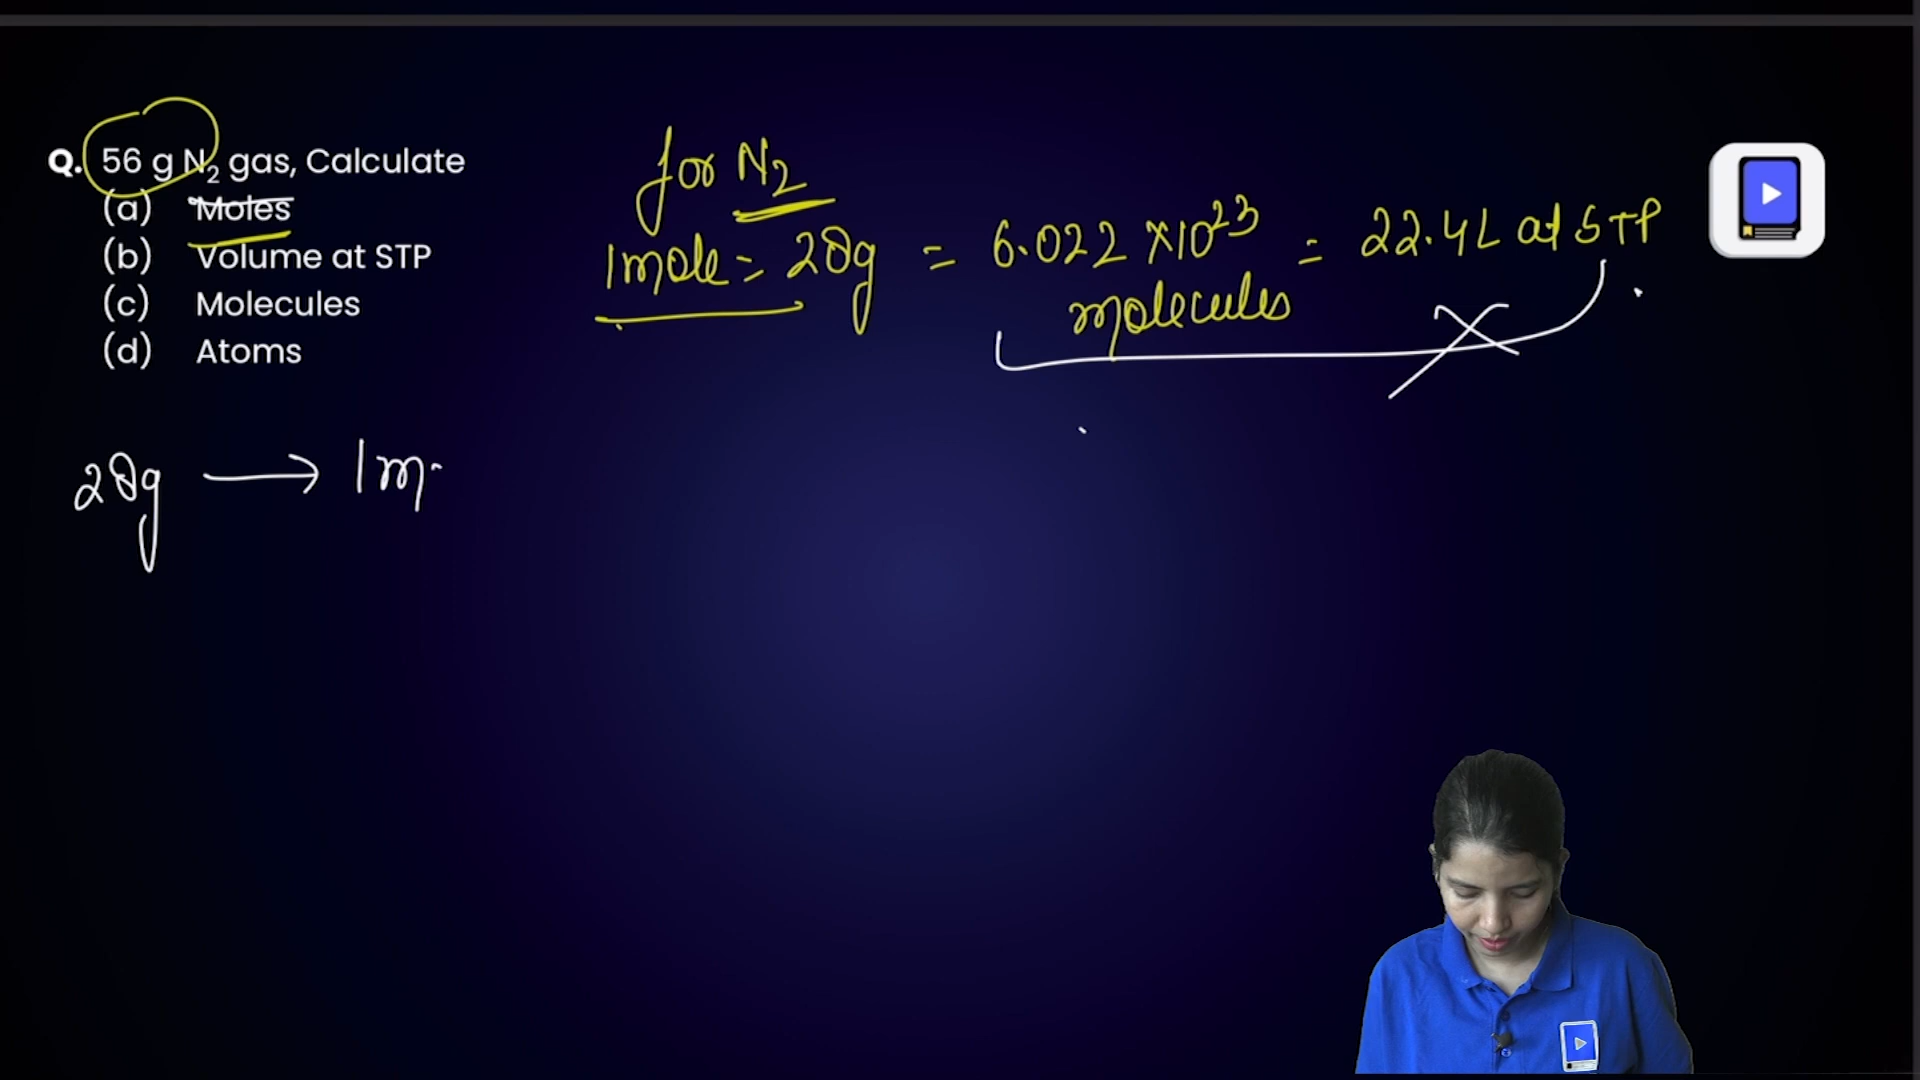 Q. 56 g N₂ gas, Calculate
(a) Moles
(b) Volume at STP
(c) Molecules
(d) Atoms
for N₂
1mole = 28g = 6.022 × 10²³ = 22.4L at STP
molecules
28g → 1m